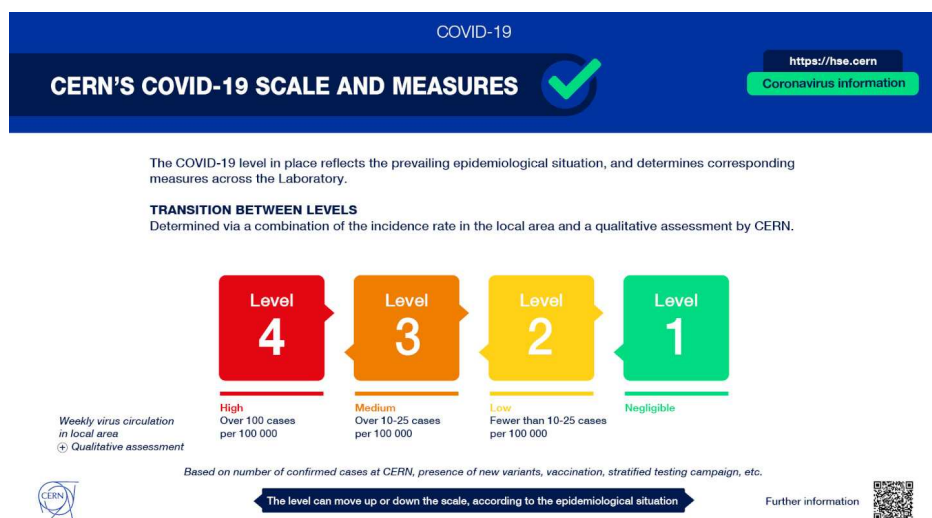 COVID-19
CERN'S COVID-19 SCALE AND MEASURES
https://hse.cern
Coronavirus information
The COVID-19 level in place reflects the prevailing epidemiological situation, and determines corresponding
measures across the Laboratory.
TRANSITION BETWEEN LEVELS
Determined via a combination of the incidence rate in the local area and a qualitative assessment by CERN.
Level
4
Level
3
Level
2
Level
1
Weekly virus circulation
in local area
+ Qualitative assessment
High
Over 100 cases
per 100 000
Medium
Over 10-25 cases
per 100 000
Low
Fewer than 10-25 cases
per 100 000
Negligible
Based on number of confirmed cases at CERN, presence of new variants, vaccination, stratified testing campaign, etc.
CERN
The level can move up or down the scale, according to the epidemiological situation
Further information